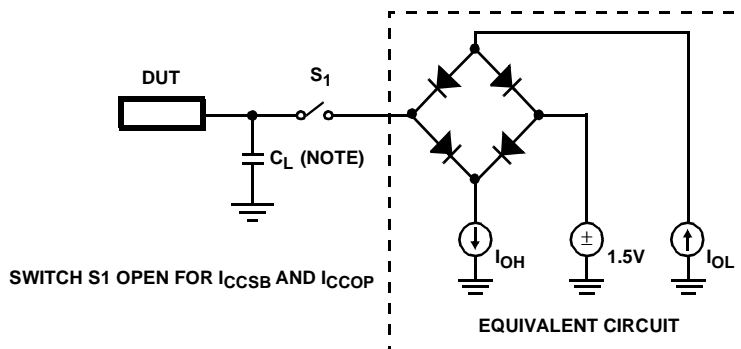 DUT
S1
CL (NOTE)
IOH
±
1.5V
IOL
SWITCH S1 OPEN FOR ICCSB AND ICCOP
EQUIVALENT CIRCUIT